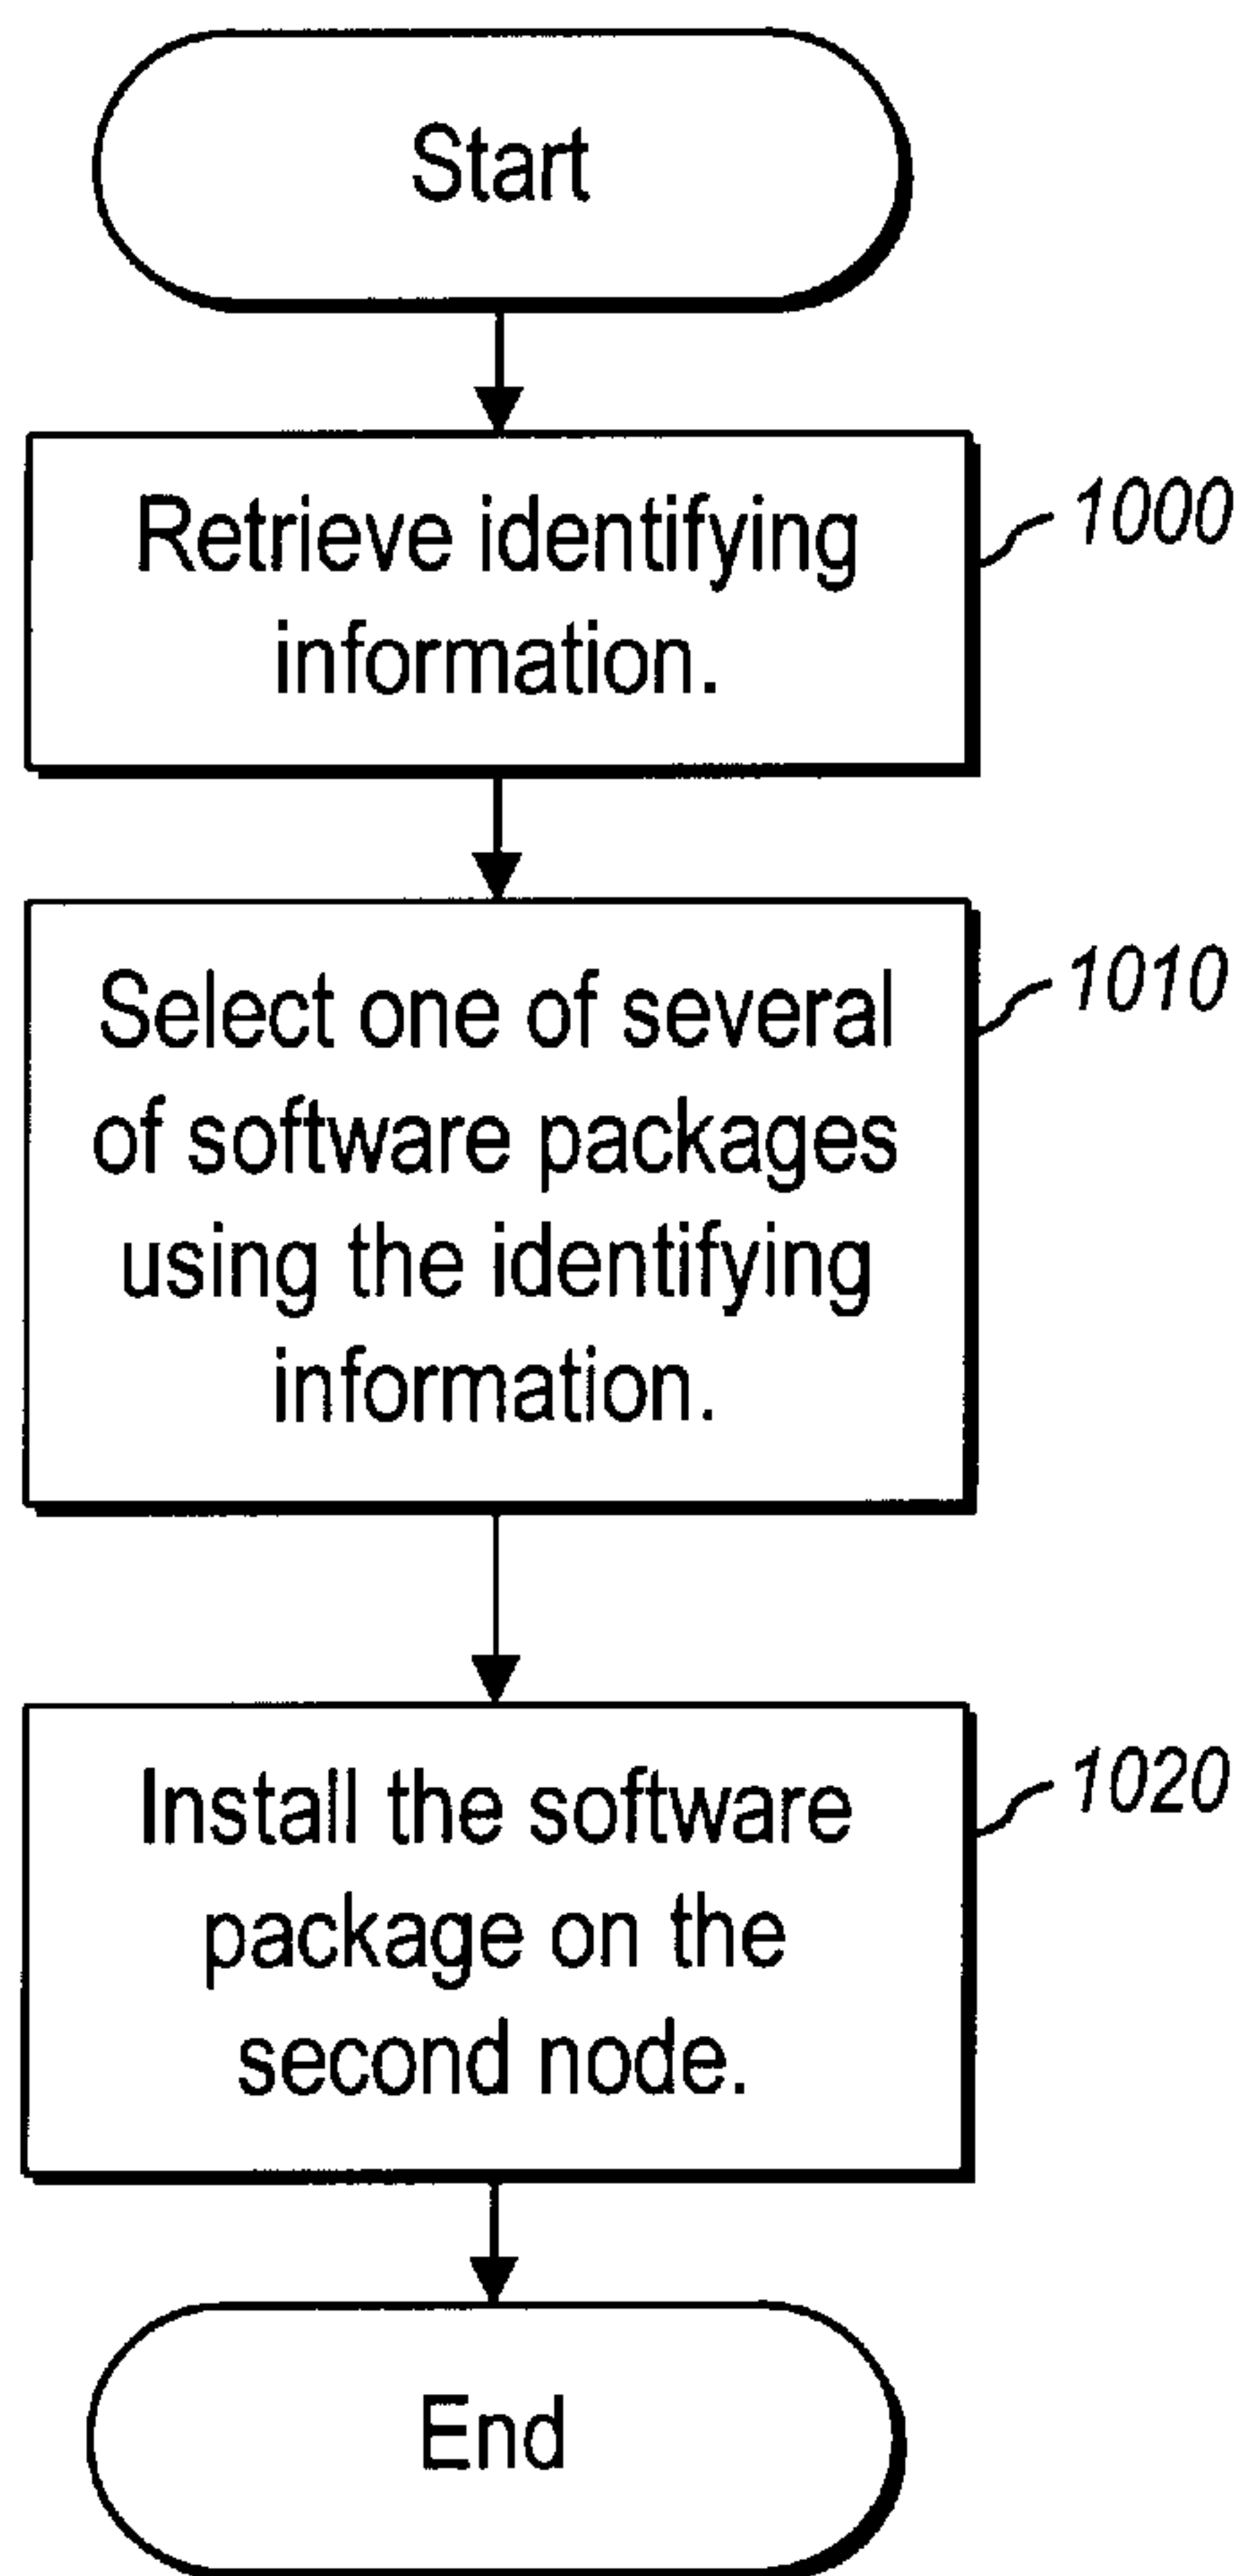 Start
Retrieve identifying
information.
1000
Select one of several
of software packages
using the identifying
information.
1010
Install the software
package on the
second node.
1020
End